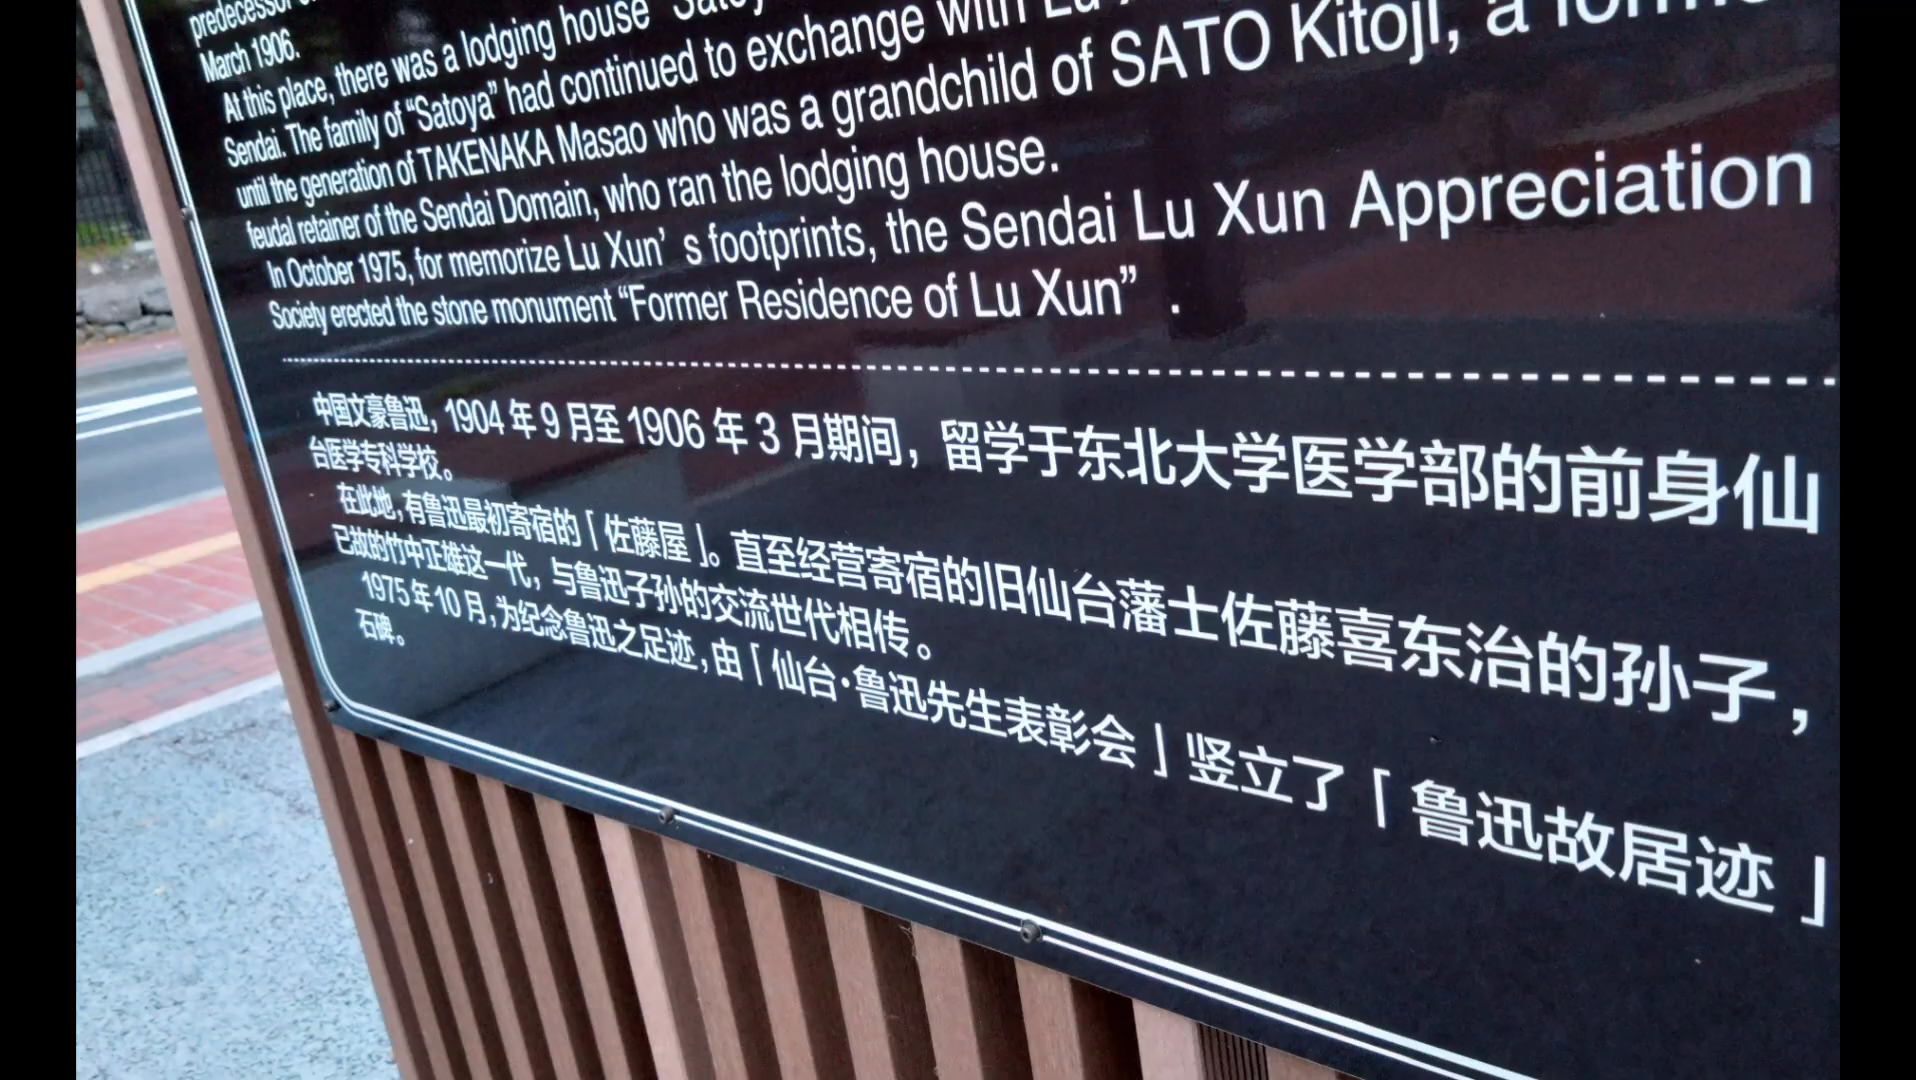 predecessor
March 1906.
At this place, there was a lodging house "Satoy
Sendai. The family of “Satoya” had continued to exchange with Lu
until the generation of TAKENAKA Masao who was a grandchild of SATO Kitoji, a
feudal retainer of the Sendai Domain, who ran the lodging house.
In October 1975, for memorize Lu Xun’ s footprints, the Sendai Lu Xun Appreciation
Society erected the stone monument “Former Residence of Lu Xun” .
中国文豪鲁迅，1904 年 9 月至 1906 年 3 月期间，留学于东北大学医学部的前身仙
台医学专科学校。
在此地，有鲁迅最初寄宿的「佐藤屋」。直至经营寄宿的旧仙台藩士佐藤喜东治的孙子，
已故的竹中正雄这一代，与鲁迅子孙的交流世代相传。
1975 年 10 月，为纪念鲁迅之足迹，由「仙台·鲁迅先生表彰会」竖立了「鲁迅故居迹」
石碑。